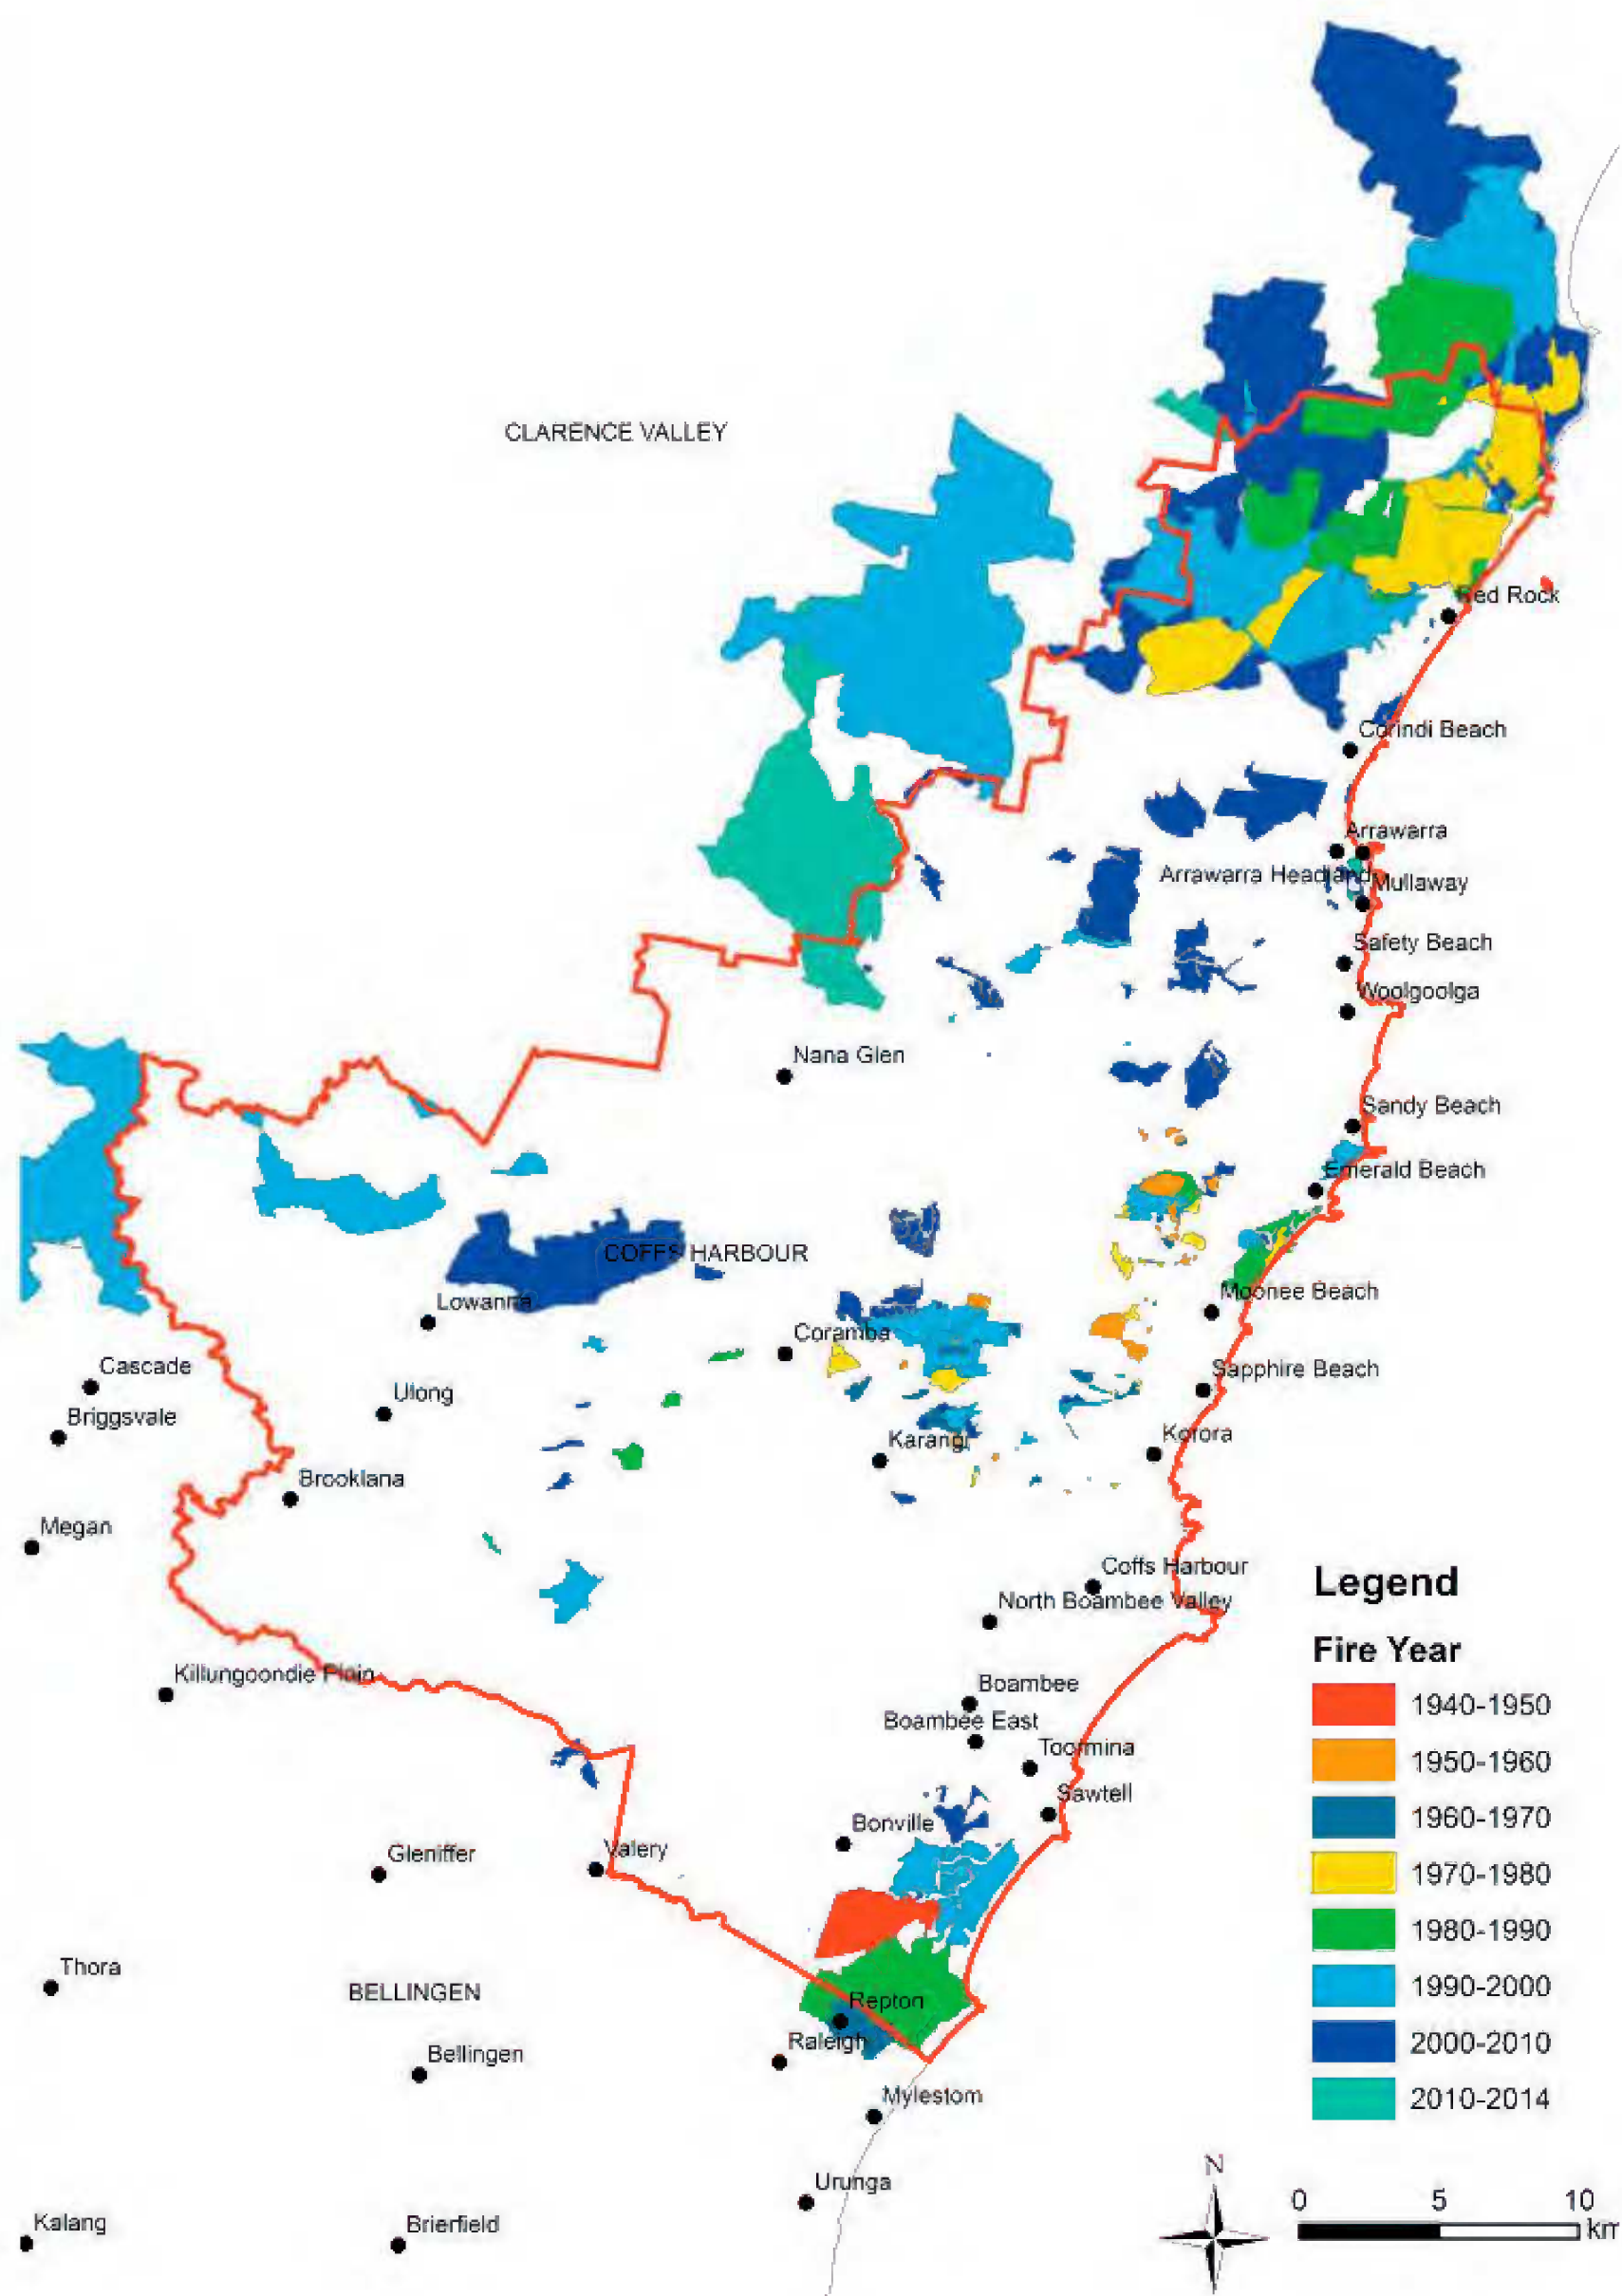 CLARENCE VALLEY
Red Rock
Corindi Beach
Arrawarra
Arrawarra Headland
Mullaway
Safety Beach
Woolgoolga
Nana Glen
Sandy Beach
Emerald Beach
COFFS HARBOUR
Moonee Beach
Lowanna
Coramba
Cascade
Sapphire Beach
Ulong
Briggsvale
Karangi
Korora
Brooklana
Megan
Coffs Harbour
North Boambee Valley
Killungoondie Plain
Boambee
Boambee East
Toormina
Sawtell
Bonville
Gleniffer
Valery
Thora
BELLINGEN
Repton
Raleigh
Bellingen
Mylestom
Urunga
Kalang
Brierfield
Legend
Fire Year
1940-1950
1950-1960
1960-1970
1970-1980
1980-1990
1990-2000
2000-2010
2010-2014
N
0 5 10
km